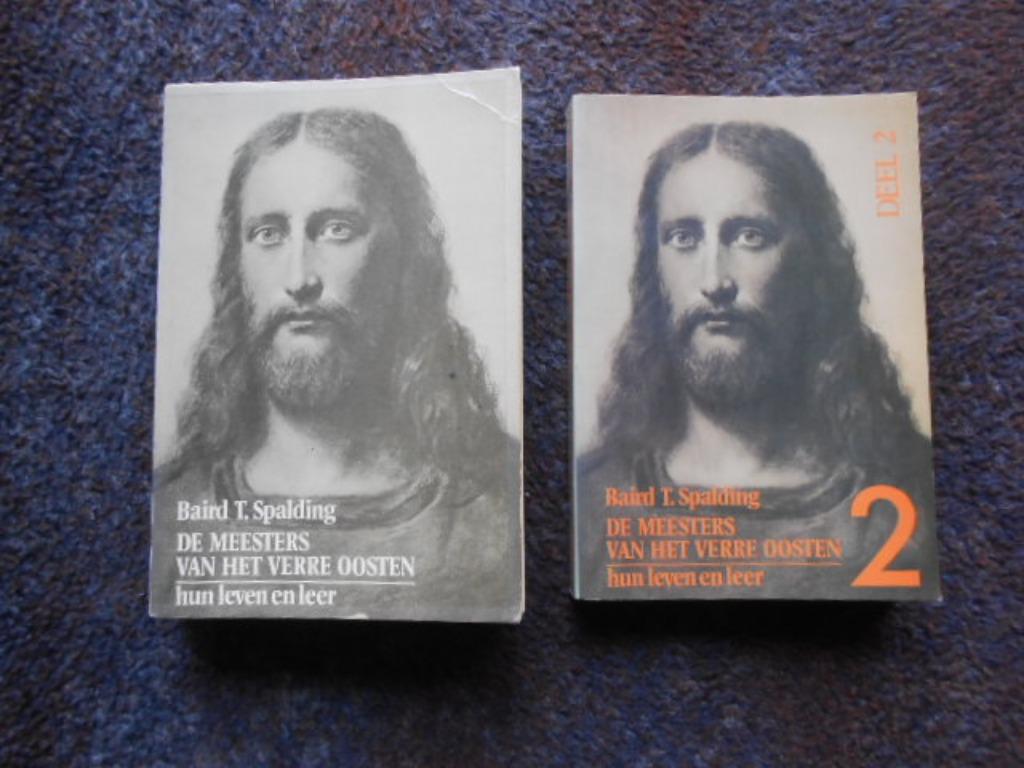 Baird T. Spalding
DE MEESTERS
VAN HET VERRE OOSTEN
hun leven en leer
DEEL 2
Baird T. Spalding
DE MEESTERS
VAN HET VERRE OOSTEN
hun leven en leer
2